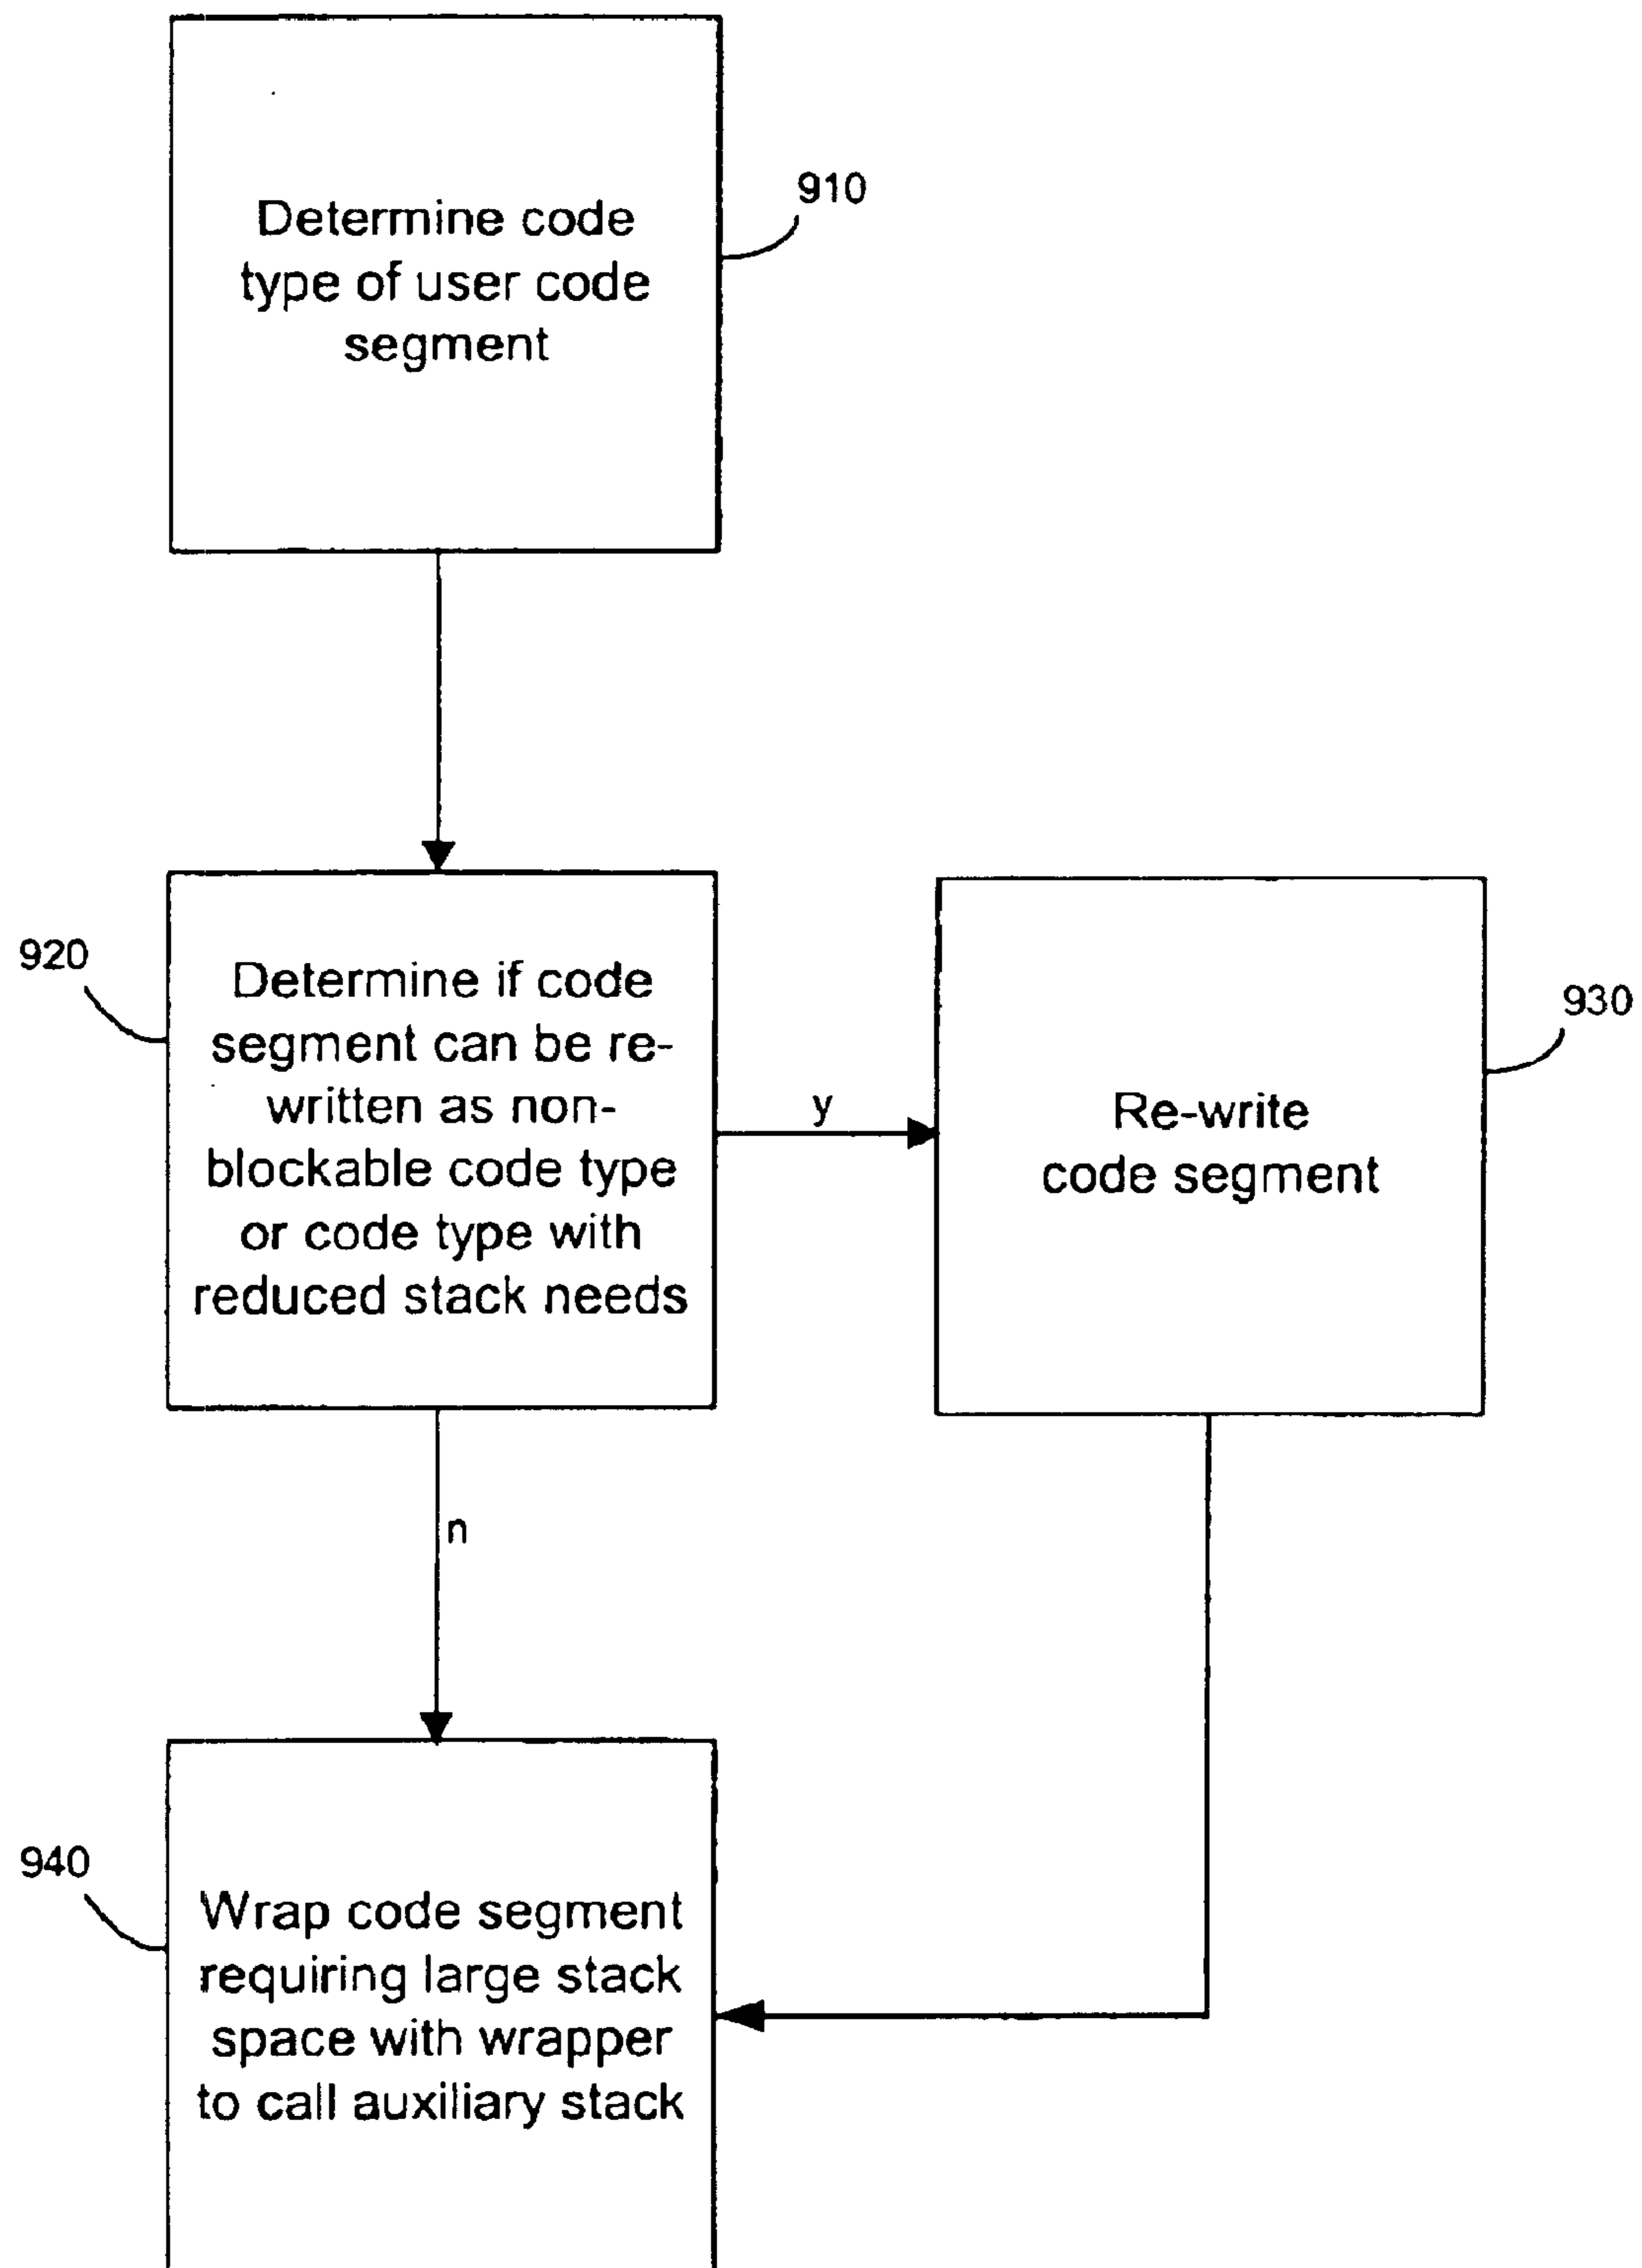 910
Determine code
type of user code
segment
920
Determine if code
segment can be re-
written as non-
blockable code type
or code type with
reduced stack needs
y
930
Re-write
code segment
n
940
Wrap code segment
requiring large stack
space with wrapper
to call auxiliary stack